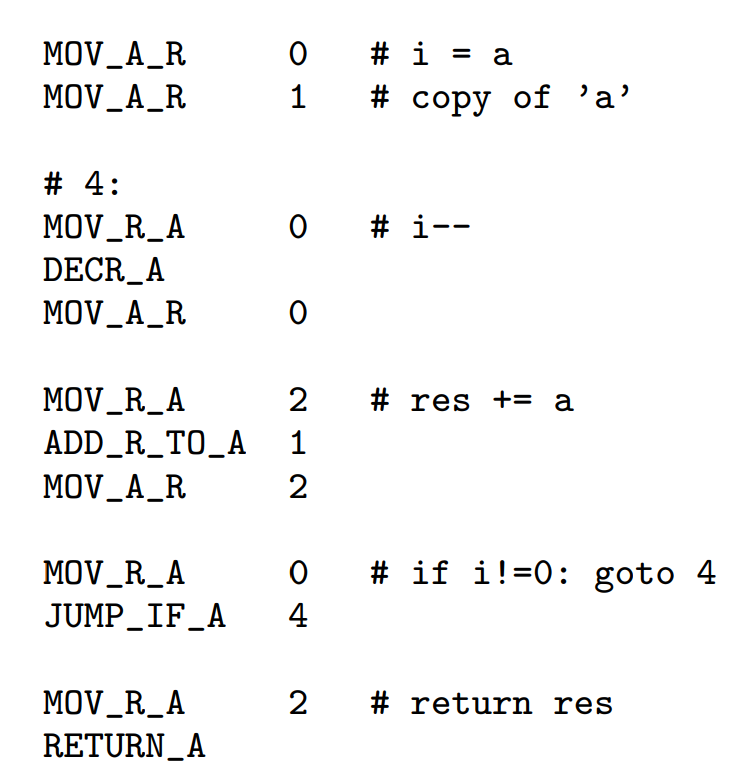 MOV_A_R     0   # i = a
MOV_A_R     1   # copy of ’a’

# 4:
MOV_R_A     0   # i--
DECR_A
MOV_A_R     0

MOV_R_A     2   # res += a
ADD_R_TO_A  1
MOV_A_R     2

MOV_R_A     0   # if i!=0: goto 4
JUMP_IF_A   4

MOV_R_A     2   # return res
RETURN_A